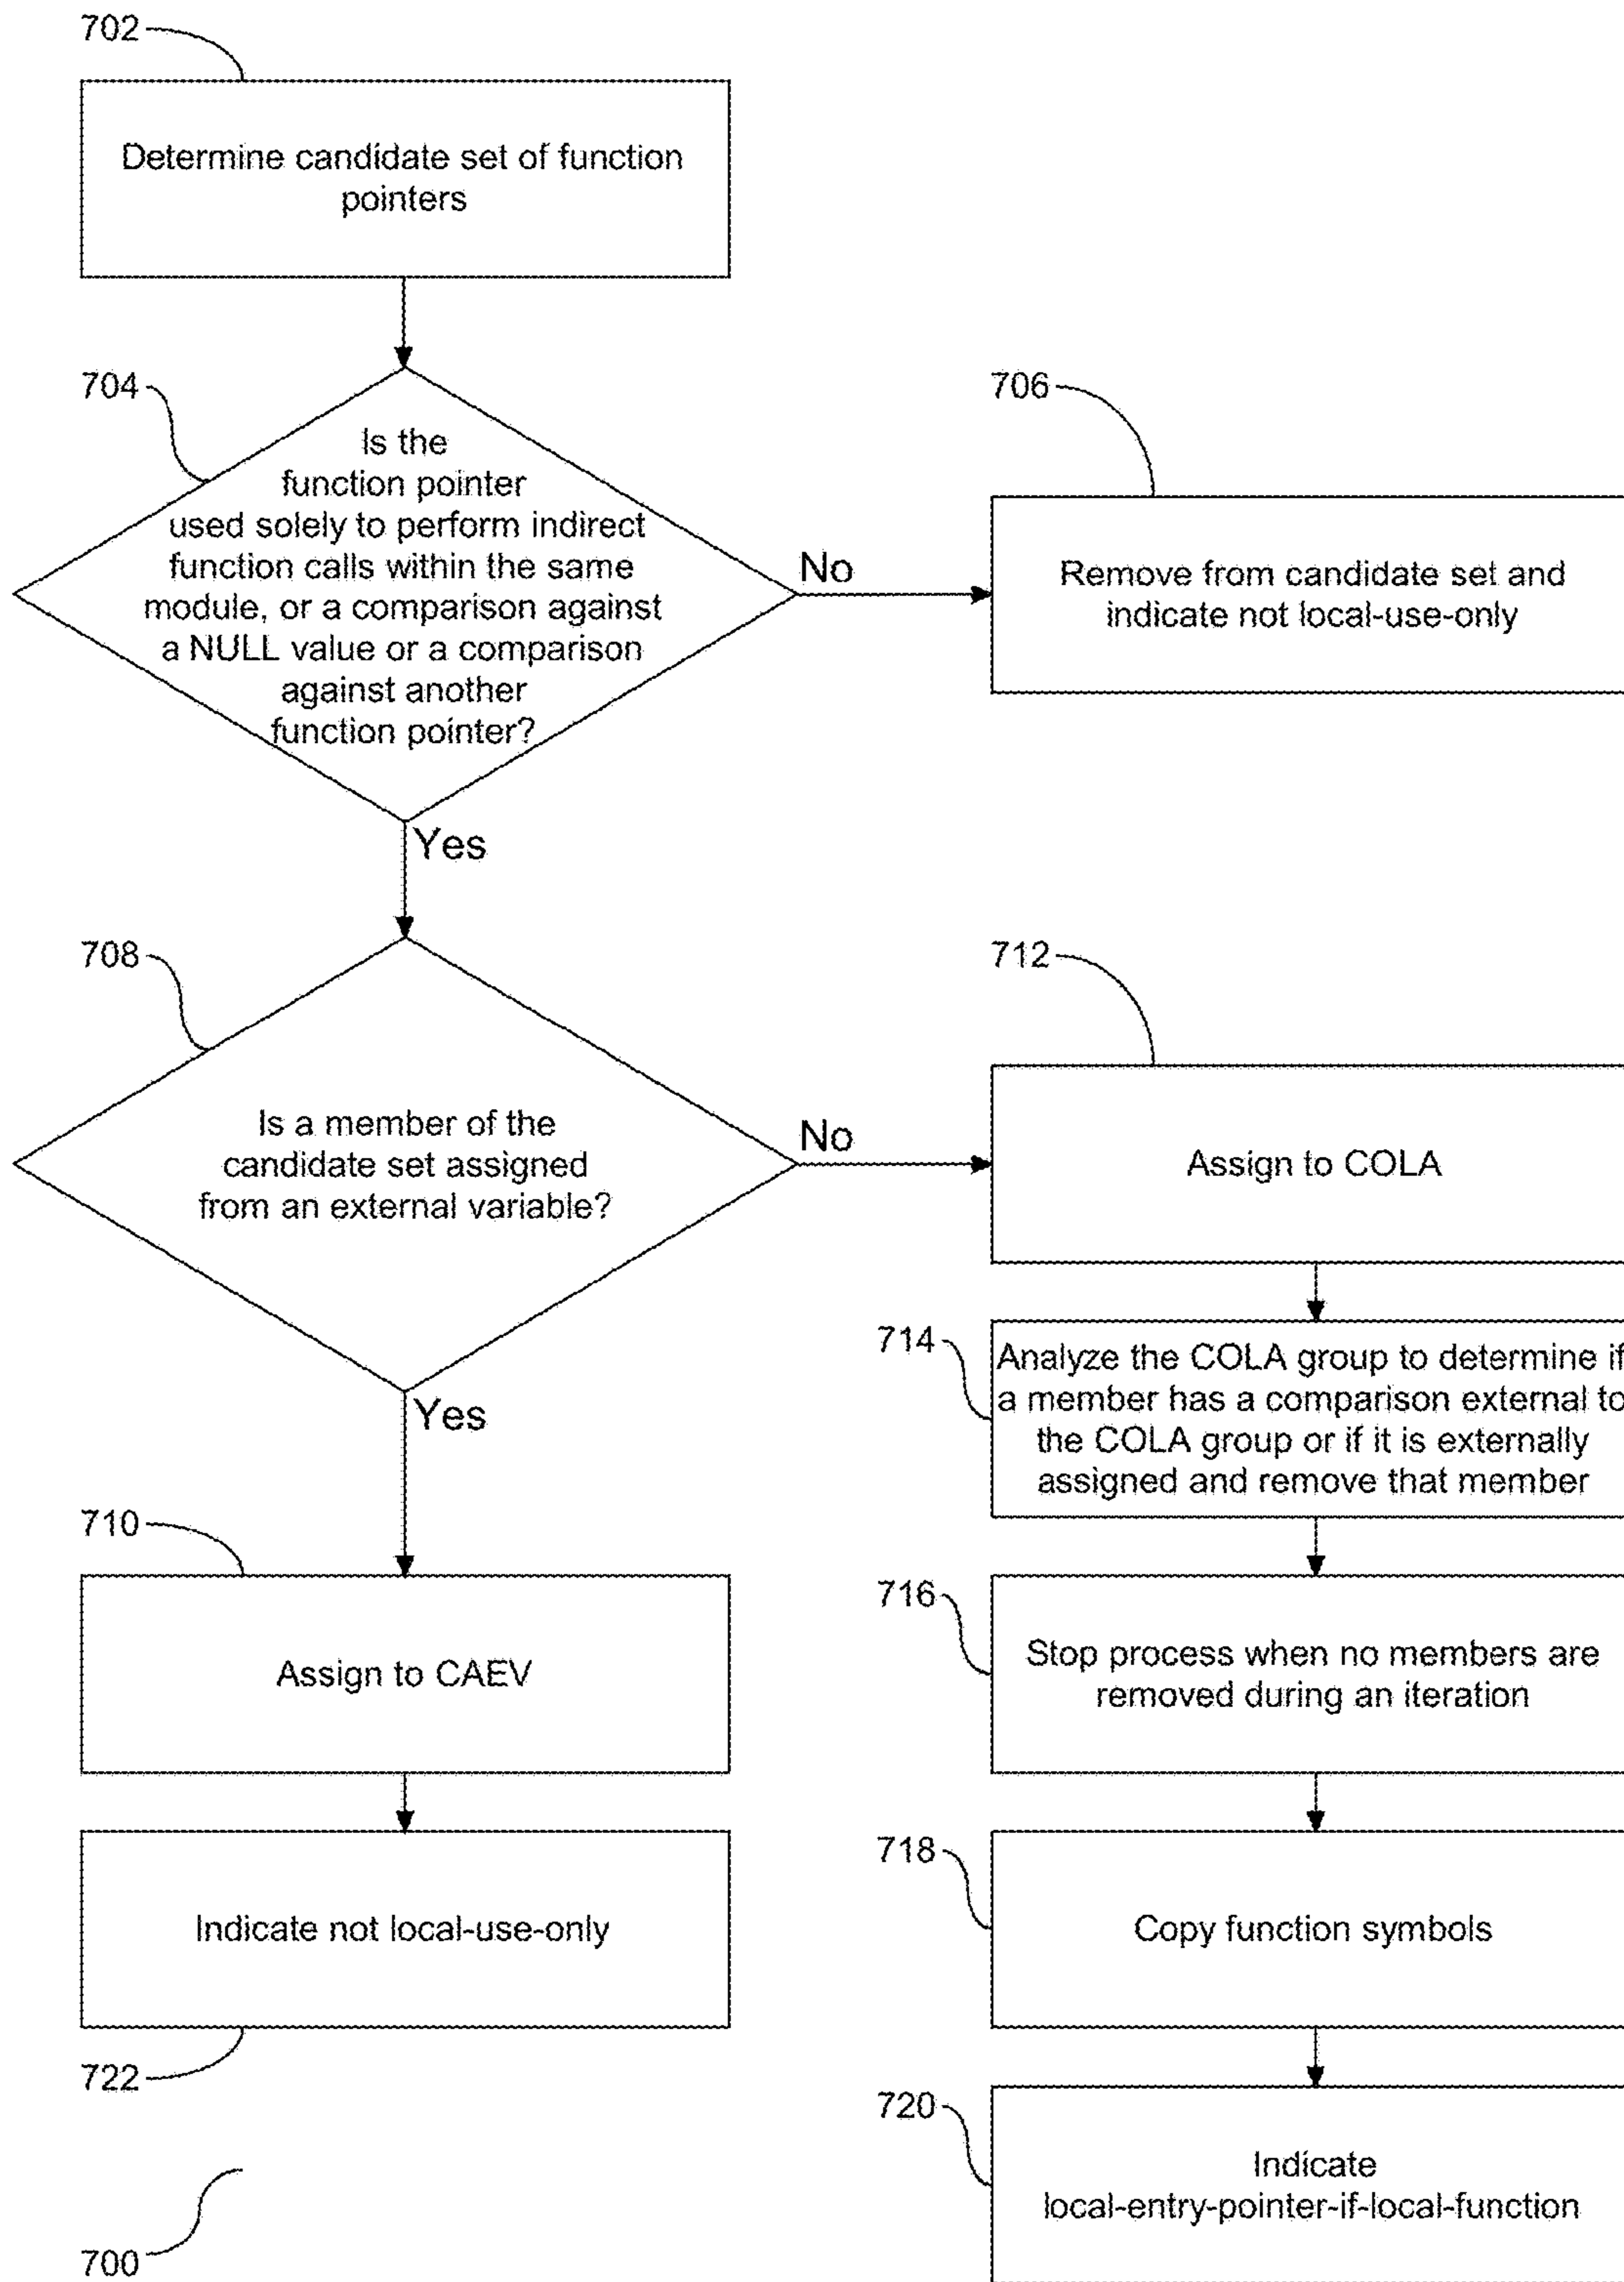 702
Determine candidate set of function
pointers
704
Is the
function pointer
used solely to perform indirect
function calls within the same
module, or a comparison against
a NULL value or a comparison
against another
function pointer?
No
706
Remove from candidate set and
indicate not local-use-only
Yes
708
Is a member of the
candidate set assigned
from an external variable?
No
712
Assign to COLA
714
Analyze the COLA group to determine if
a member has a comparison external to
the COLA group or if it is externally
assigned and remove that member
Yes
710
Assign to CAEV
716
Stop process when no members are
removed during an iteration
Indicate not local-use-only
722
718
Copy function symbols
720
Indicate
local-entry-pointer-if-local-function
700